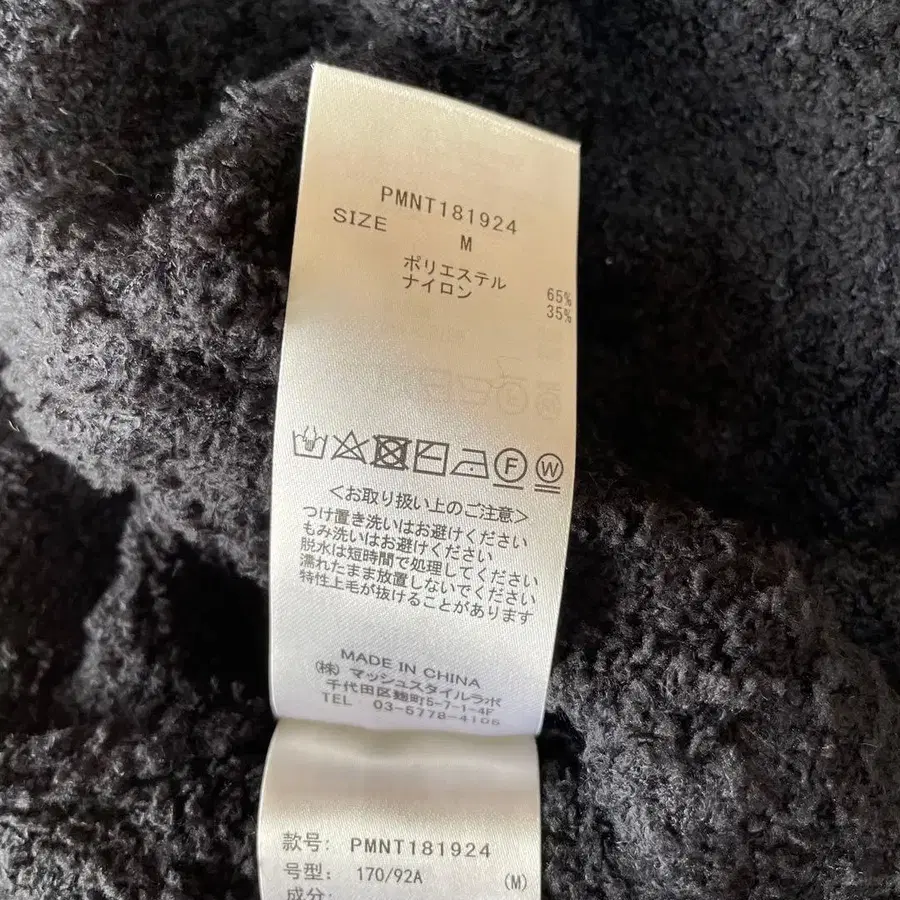 PMNT181924
SIZE M
ポリエステル 65%
ナイロン 35%
F W
<お取り扱い上のご注意>
つけ置き洗いはお避けください
もみ洗いはお避けください
脱水は短時間で処理してください
濡れたまま放置しないでください
特性上毛が抜けることがあります
MADE IN CHINA
(株) マッシュスタイルラボ
千代田区麹町5-7-1-4F
TEL 03-5778-4106
款号: PMNT181924
号型: 170/92A (M)
成分: